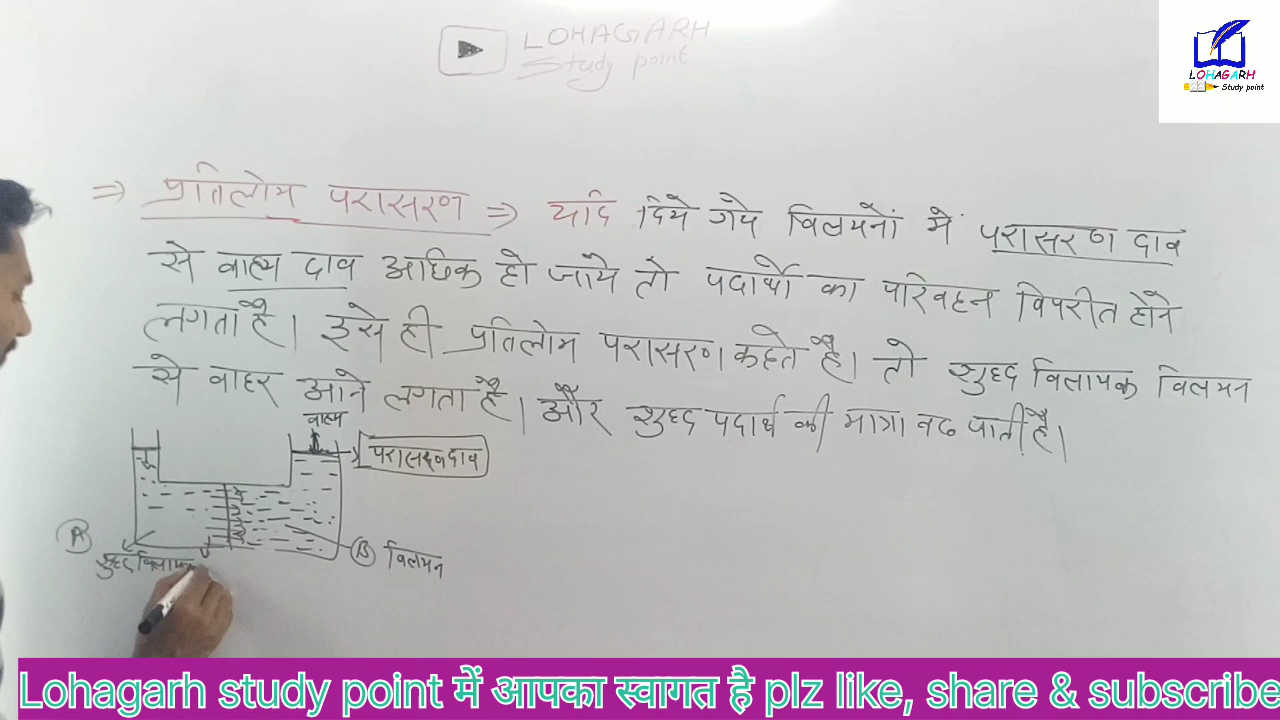 LOHAGARH
Study point
LOHAGARH
Study point
⇒ प्रतिलोम परासरण ⇒ यदि दिये गये विलयनों में परासरण दाव
से वाह्य दाव अधिक हो जाये तो पदार्थो का परिवहन विपरीत होने
लगता है। इसे ही प्रतिलोम परासरण कहते है। तो शुद्ध विलायक विलयन
से वाहर आने लगता है। और शुद्ध पदार्थ की मात्रा वढ जाती है।
वाह्य
परासरण दाव
A
शुद्ध विलायक
B विलयन
Lohagarh study point में आपका स्वागत है plz like, share & subscribe